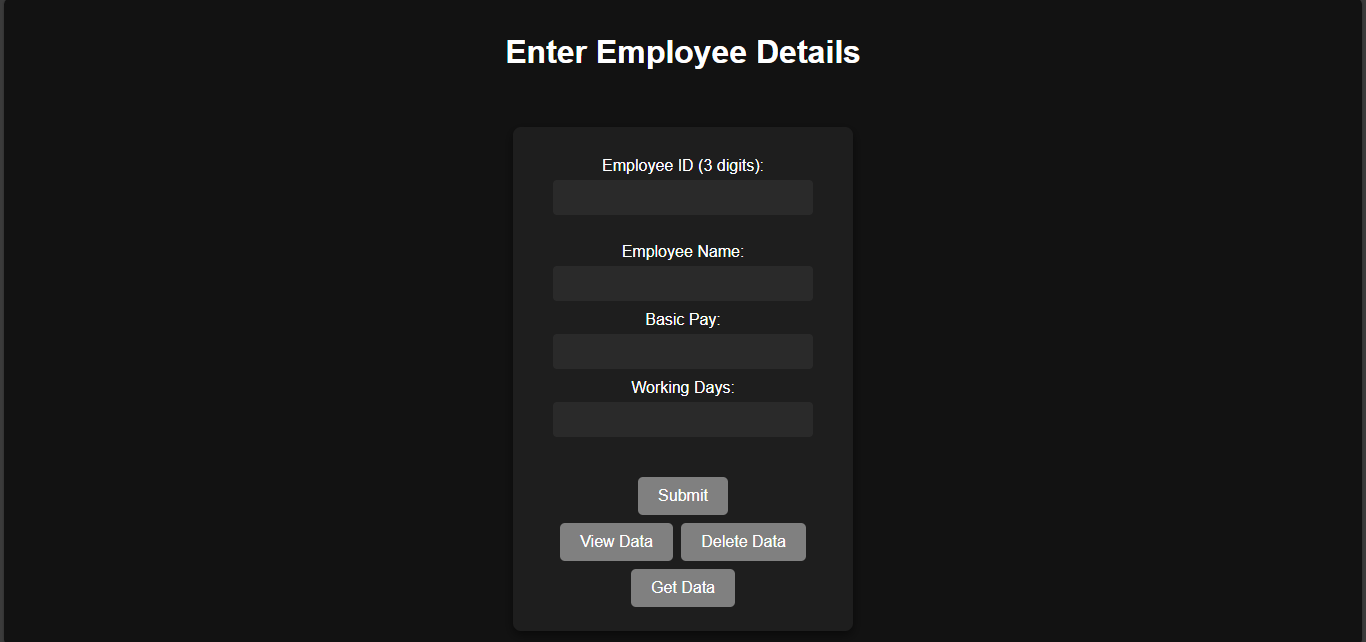 Enter Employee Details
Employee ID (3 digits):
Employee Name:
Basic Pay:
Working Days:
Submit
View Data Delete Data
Get Data